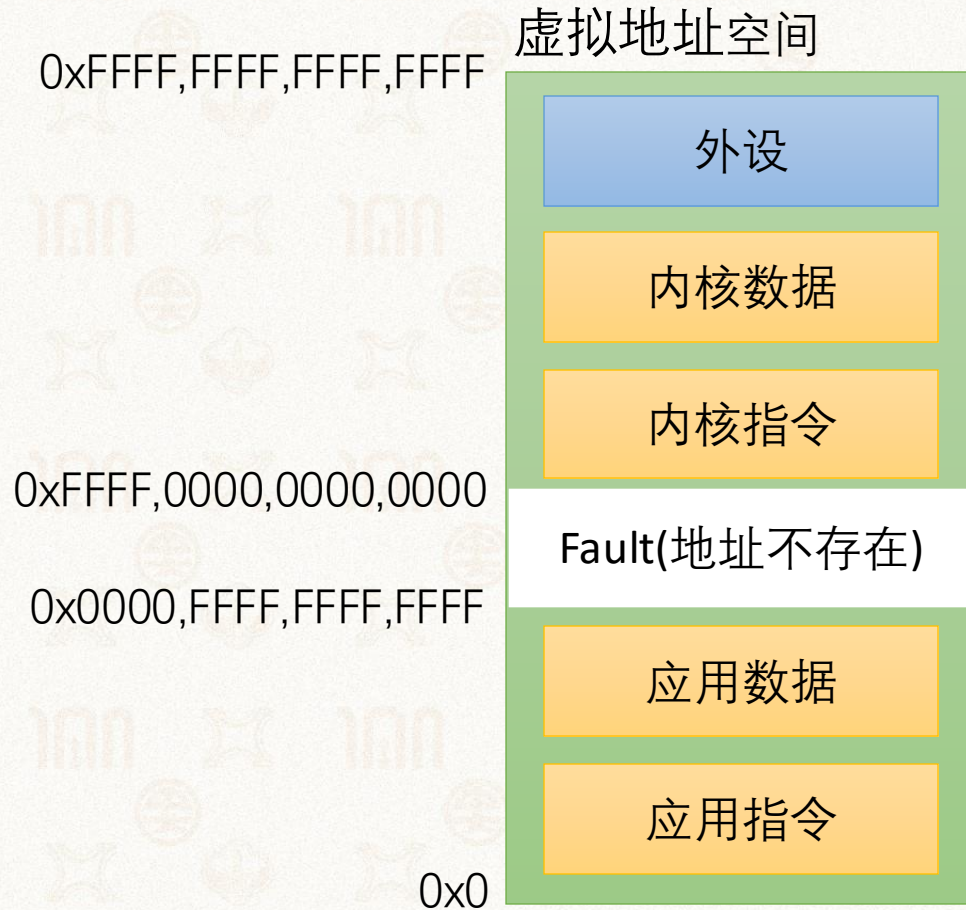 虚拟地址空间
0xFFFF,FFFF,FFFF,FFFF
外设
内核数据
内核指令
0xFFFF,0000,0000,0000
Fault(地址不存在)
0x0000,FFFF,FFFF,FFFF
应用数据
应用指令
0x0